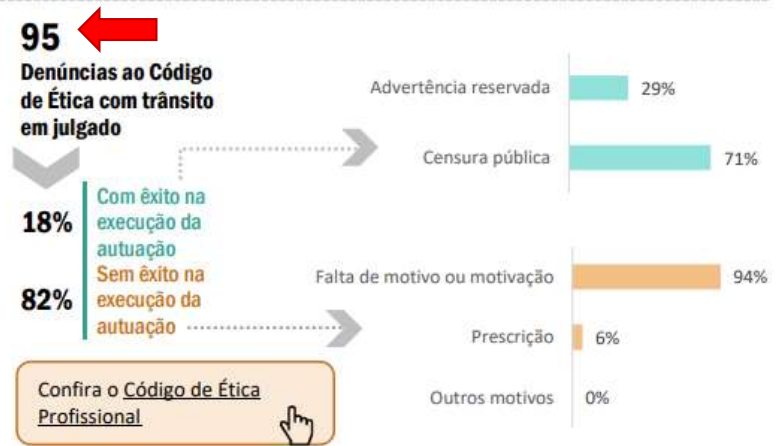 95
Denúncias ao Código
de Ética com trânsito
em julgado
18%
Com êxito na
execução da
autuação
82%
Sem êxito na
execução da
autuação
Advertência reservada 29%
Censura pública 71%
Falta de motivo ou motivação 94%
Prescrição 6%
Outros motivos 0%
Confira o Código de Ética
Profissional